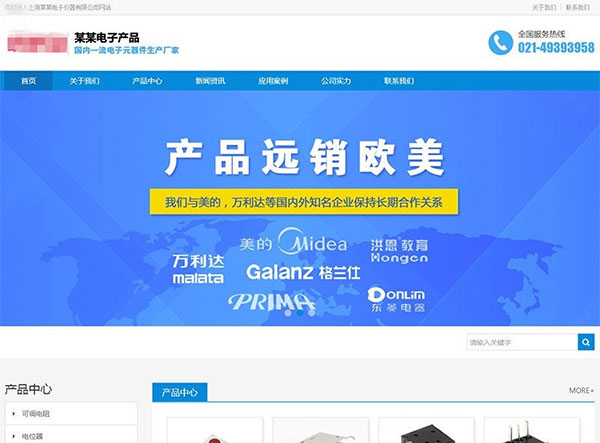 欢迎进入上海某某电子仪器有限公司网站
关于我们 | 联系我们
某某电子产品
国内一流电子元器件生产厂家
全国服务热线
021-49393958
首页 关于我们 产品中心 新闻资讯 应用案例 公司实力 联系我们
产品远销欧美
我们与美的，万利达等国内外知名企业保持长期合作关系
美的 Midea
洪恩教育
Hongen
万利达
malata
Galanz 格兰仕
PRIMA
DONLIM
东菱电器
请输入关键字
产品中心
产品中心
MORE+
可调电阻
电位器